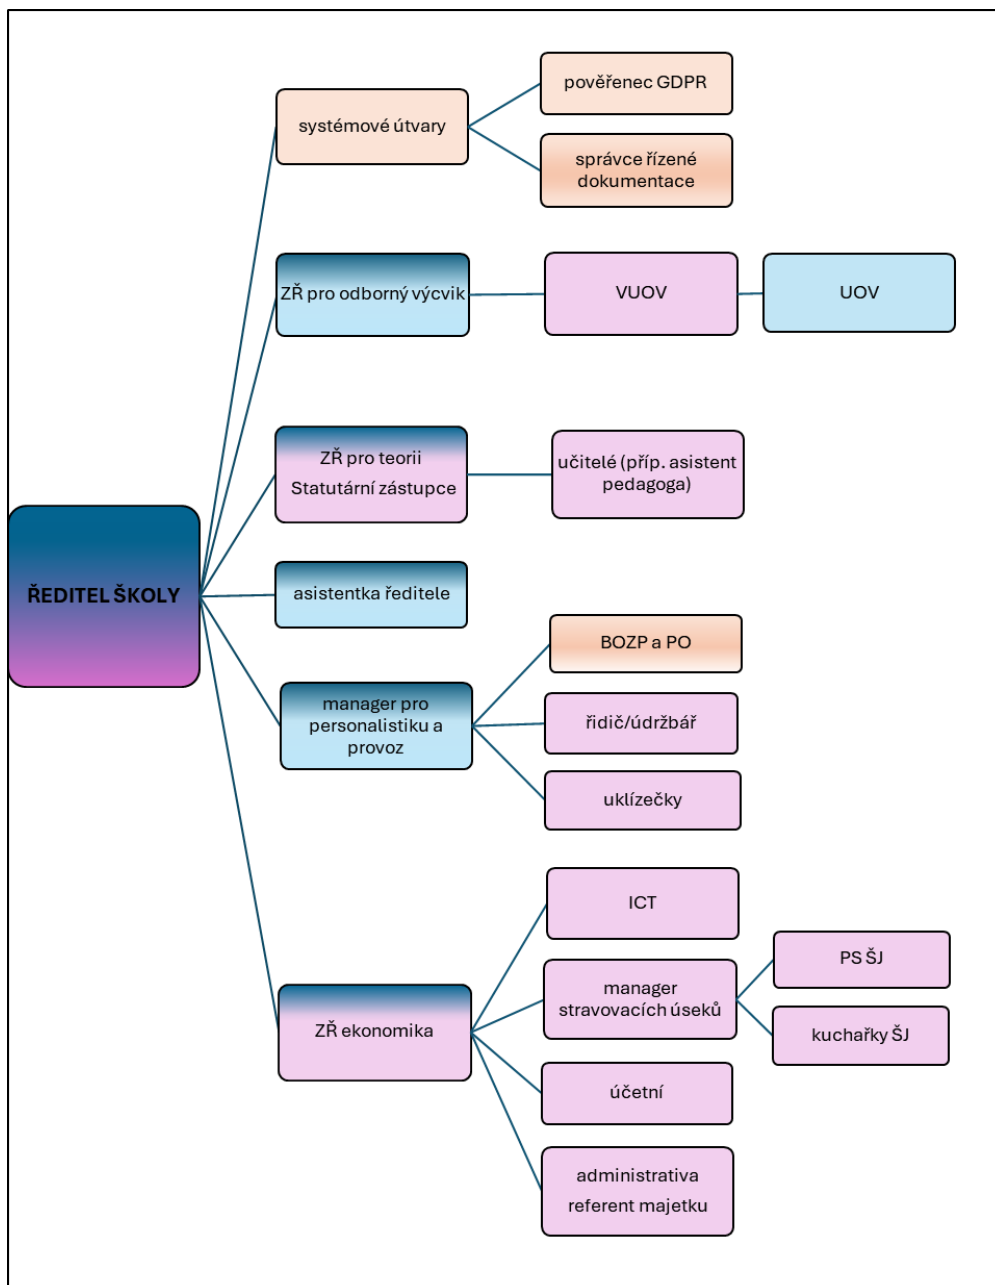 pověřenec GDPR
systémové útvary
správce řízené
dokumentace
ZŘ pro odborný výcvik
VUOV
UOV
ZŘ pro teorii
Statutární zástupce
učitelé (příp. asistent
pedagoga)
ŘEDITEL ŠKOLY
asistentka ředitele
BOZP a PO
manager pro
personalistiku a
provoz
řidič/údržbář
uklízečky
ICT
ZŘ ekonomika
manager
stravovacích úseků
PS ŠJ
kuchařky ŠJ
účetní
administrativa
referent majetku